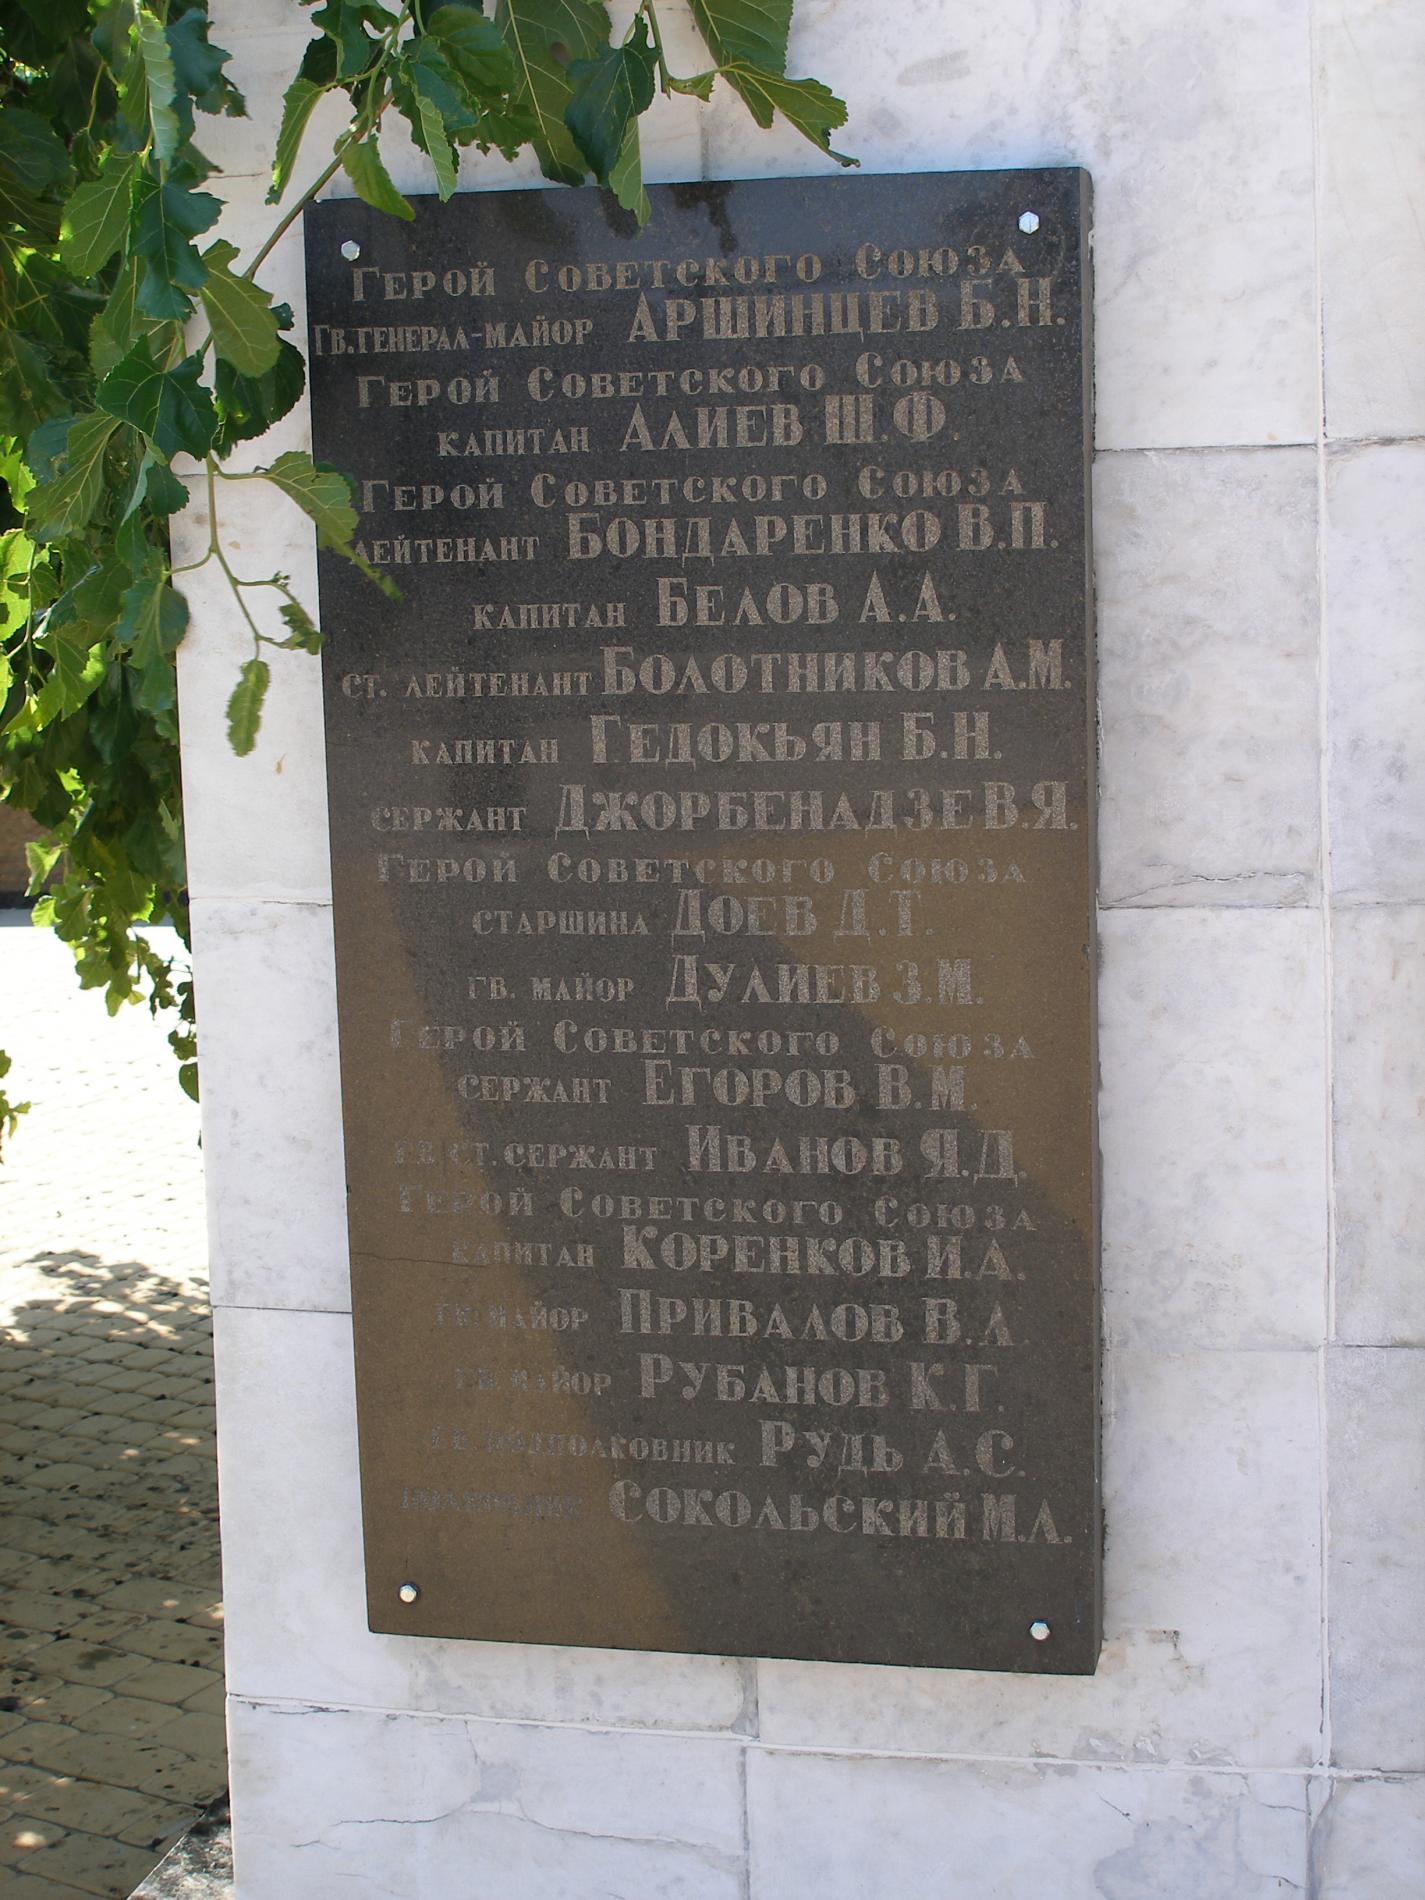 Герой Советского Союза
гв.генерал-майор Аршинцев Б.Н.
Герой Советского Союза
капитан Алиев Ш.Ф.
Герой Советского Союза
лейтенант Бондаренко В.П.
капитан Белов А.А.
ст. лейтенант Болотников А.М.
капитан Гедокьян Б.Н.
сержант Джорбенадзе В.Я.
Герой Советского Союза
старшина Доев Д.Т.
гв. майор Дулиев З.М.
Герой Советского Союза
сержант Егоров В.М.
гв. ст. сержант Иванов Я.Д.
Герой Советского Союза
капитан Коренков И.А.
гв. майор Привалов В.А.
гв. майор Рубанов К.Г.
гв. подполковник Рудь А.С.
Сокольский М.А.